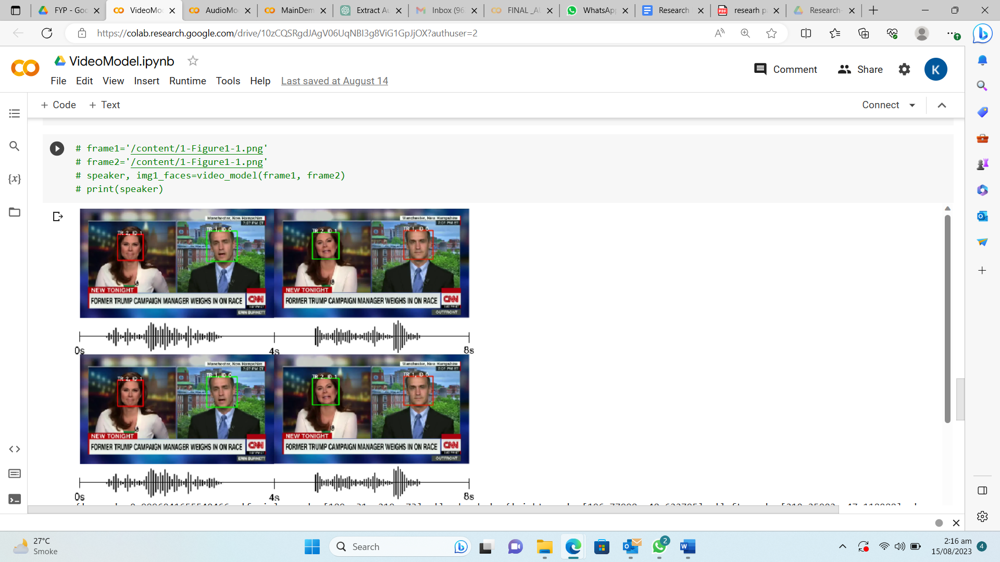 FYP - Goo
VideoMo
AudioMo
MainDem
Extract Au
Inbox (96
FINAL _AU
WhatsApp
Research
researh p
Research-
https://colab.research.google.com/drive/10zCQSRgdJAgV06UqNBI3g8ViG1GpJjOX?authuser=2
VideoModel.ipynb
Comment
Share
K
File Edit View Insert Runtime Tools Help Last saved at August 14
+ Code + Text
Connect
# frame1='/content/1-Figure1-1.png'
# frame2='/content/1-Figure1-1.png'
# speaker, img1_faces=video_model(frame1, frame2)
# print(speaker)
Manchester, New Hampshire
7:07 PM ET
TR 2, ID 1
TR 1, ID 0
NEW TONIGHT
FORMER TRUMP CAMPAIGN MANAGER WEIGHS IN ON RACE
CNN
ERIN BURNETT
Manchester, New Hampshire
7:07 PM ET
TR 2, ID 1
TR 1, ID 0
NEW TONIGHT
FORMER TRUMP CAMPAIGN MANAGER WEIGHS IN ON RACE
CNN
OUTFRONT
0s 4s 8s
Manchester, New Hampshire
7:07 PM ET
TR 2, ID 1
TR 1, ID 0
NEW TONIGHT
FORMER TRUMP CAMPAIGN MANAGER WEIGHS IN ON RACE
CNN
ERIN BURNETT
Manchester, New Hampshire
7:07 PM ET
TR 2, ID 1
TR 1, ID 0
NEW TONIGHT
FORMER TRUMP CAMPAIGN MANAGER WEIGHS IN ON RACE
CNN
OUTFRONT
0s 4s 8s
27°C
Smoke
Search
2
2:16 am
15/08/2023
4